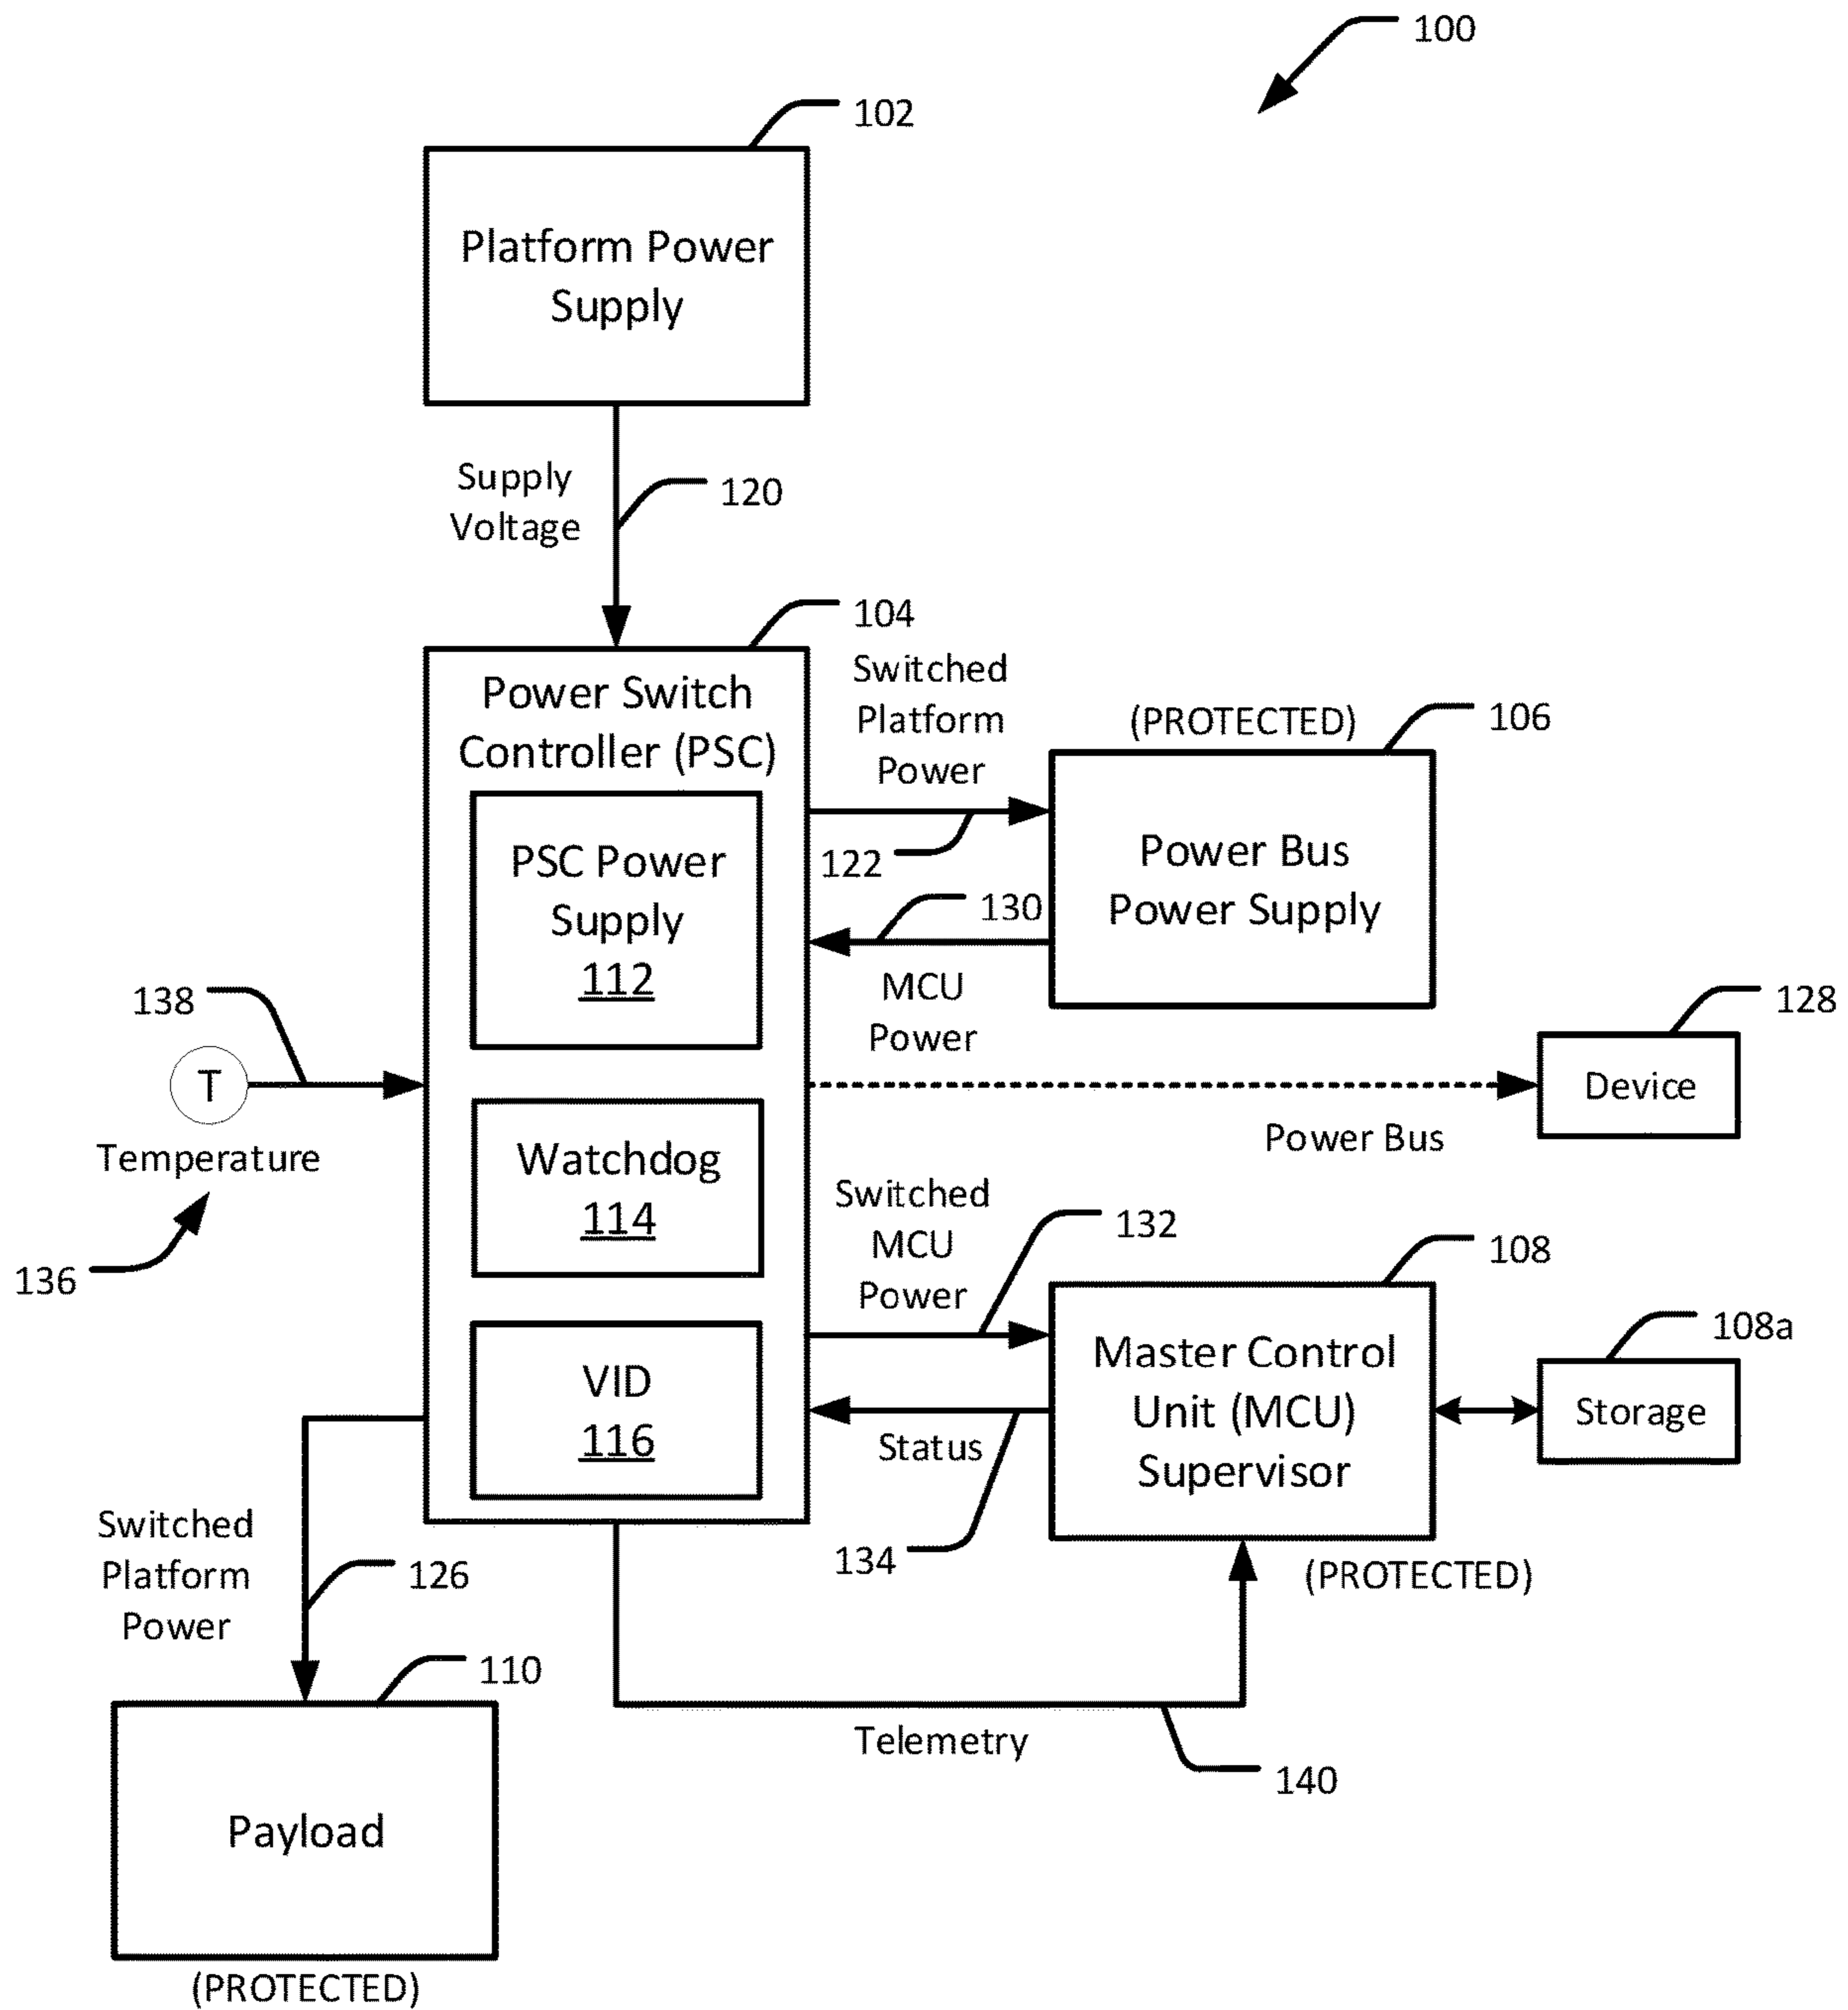 100
102
Platform Power
Supply
Supply
Voltage
120
104
Power Switch
Controller (PSC)
Switched
Platform
Power
(PROTECTED)
106
PSC Power
Supply
112
122
130
Power Bus
Power Supply
MCU
Power
138
T
Temperature
136
128
Device
Power Bus
Watchdog
114
Switched
MCU
Power
132
108
108a
VID
116
Master Control
Unit (MCU)
Supervisor
Storage
Status
134
(PROTECTED)
Switched
Platform
Power
126
110
Telemetry
140
Payload
(PROTECTED)